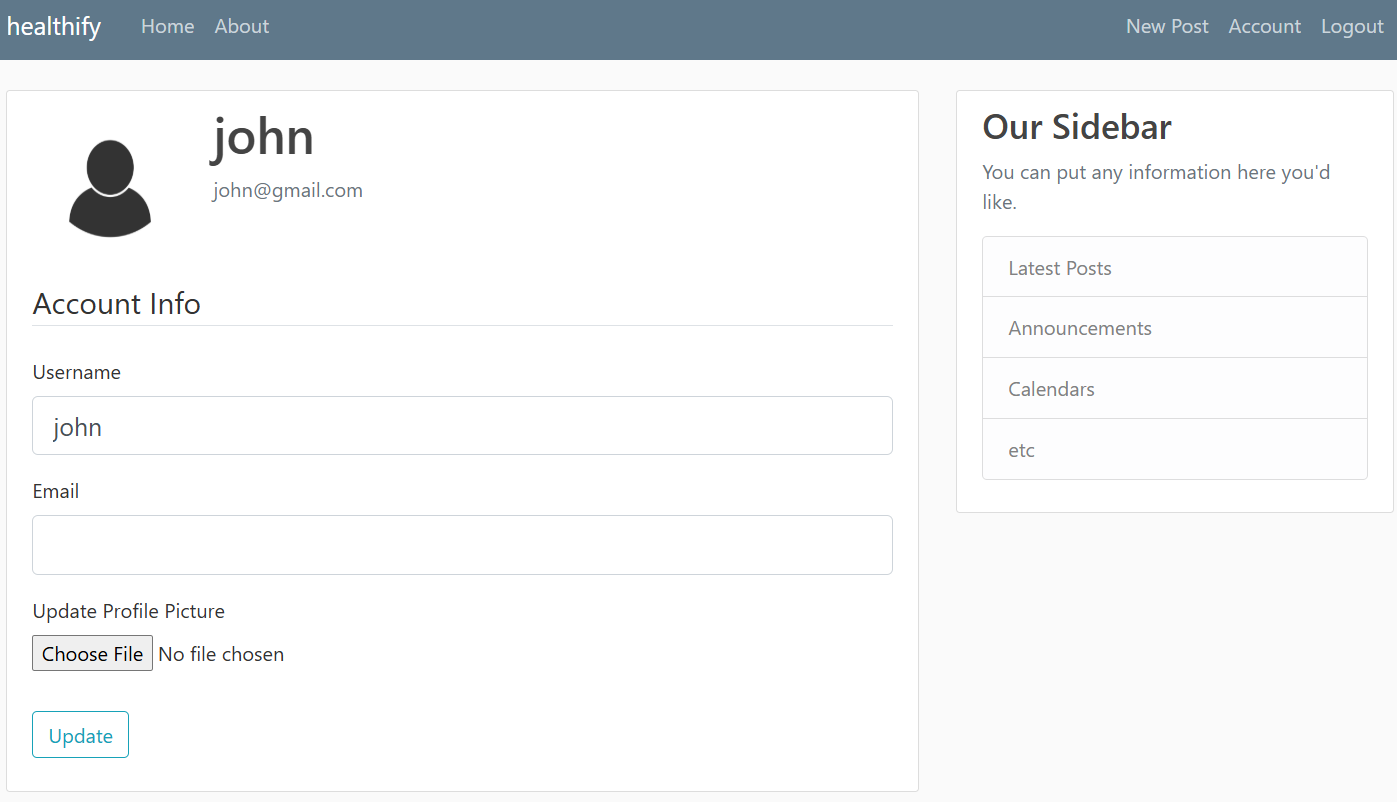 healthify Home About New Post Account Logout
john
john@gmail.com
Account Info
Username
john
Email
Update Profile Picture
Choose File No file chosen
Update
Our Sidebar
You can put any information here you'd
like.
Latest Posts
Announcements
Calendars
etc